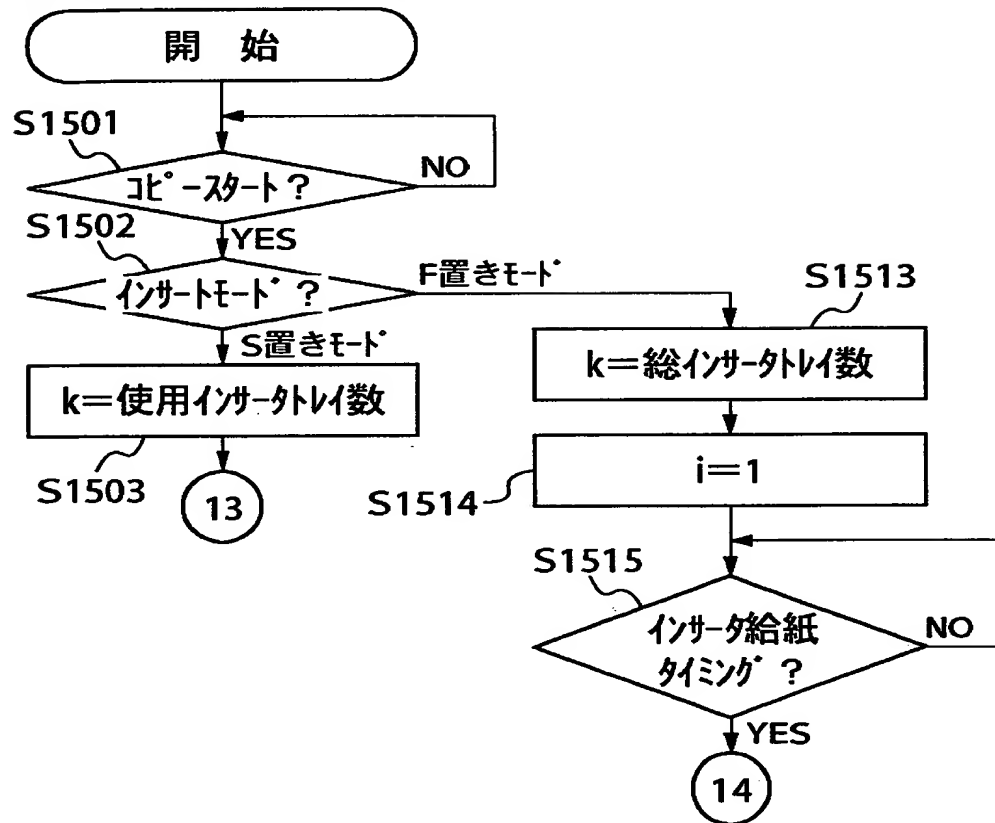 開 始
S1501
コピースタート?
NO
S1502
YES
インサートモード?
F置きモード
S置きモード
k=使用インサータトレイ数
S1503
13
S1513
k=総インサータトレイ数
i=1
S1514
S1515
インサータ給紙
タイミング?
NO
YES
14